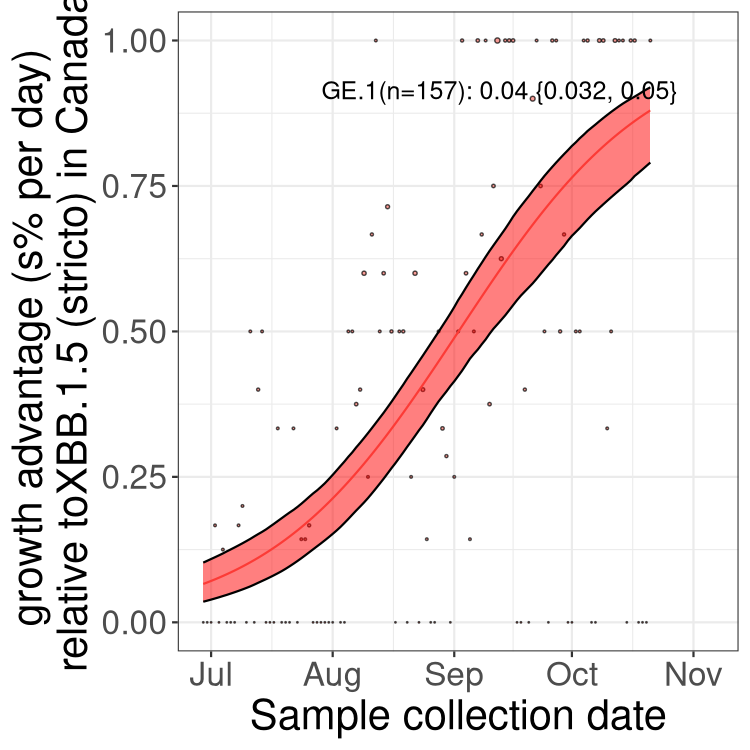 growth advantage (s% per day)
relative toXBB.1.5 (stricto) in Canada
1.00
0.75
0.50
0.25
0.00
GE.1(n=157): 0.04 {0.032, 0.05}
Jul Aug Sep Oct Nov
Sample collection date